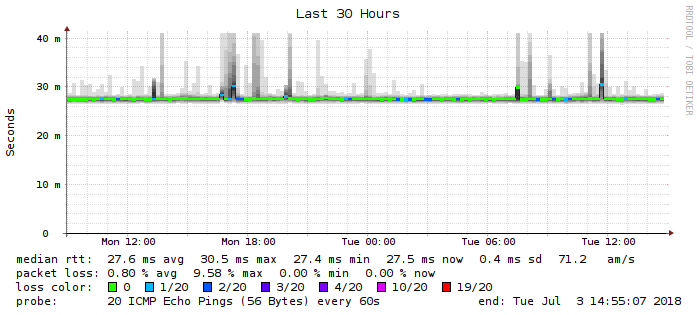 Last 30 Hours
RRDTOOL / TOBI OETIKER
Seconds
40 m
30 m
20 m
10 m
0
Mon 12:00 Mon 18:00 Tue 00:00 Tue 06:00 Tue 12:00
median rtt: 27.6 ms avg 30.5 ms max 27.4 ms min 27.5 ms now 0.4 ms sd 71.2 am/s
packet loss: 0.80 % avg 9.58 % max 0.00 % min 0.00 % now
loss color: 0 1/20 2/20 3/20 4/20 10/20 19/20
probe: 20 ICMP Echo Pings (56 Bytes) every 60s end: Tue Jul 3 14:55:07 2018